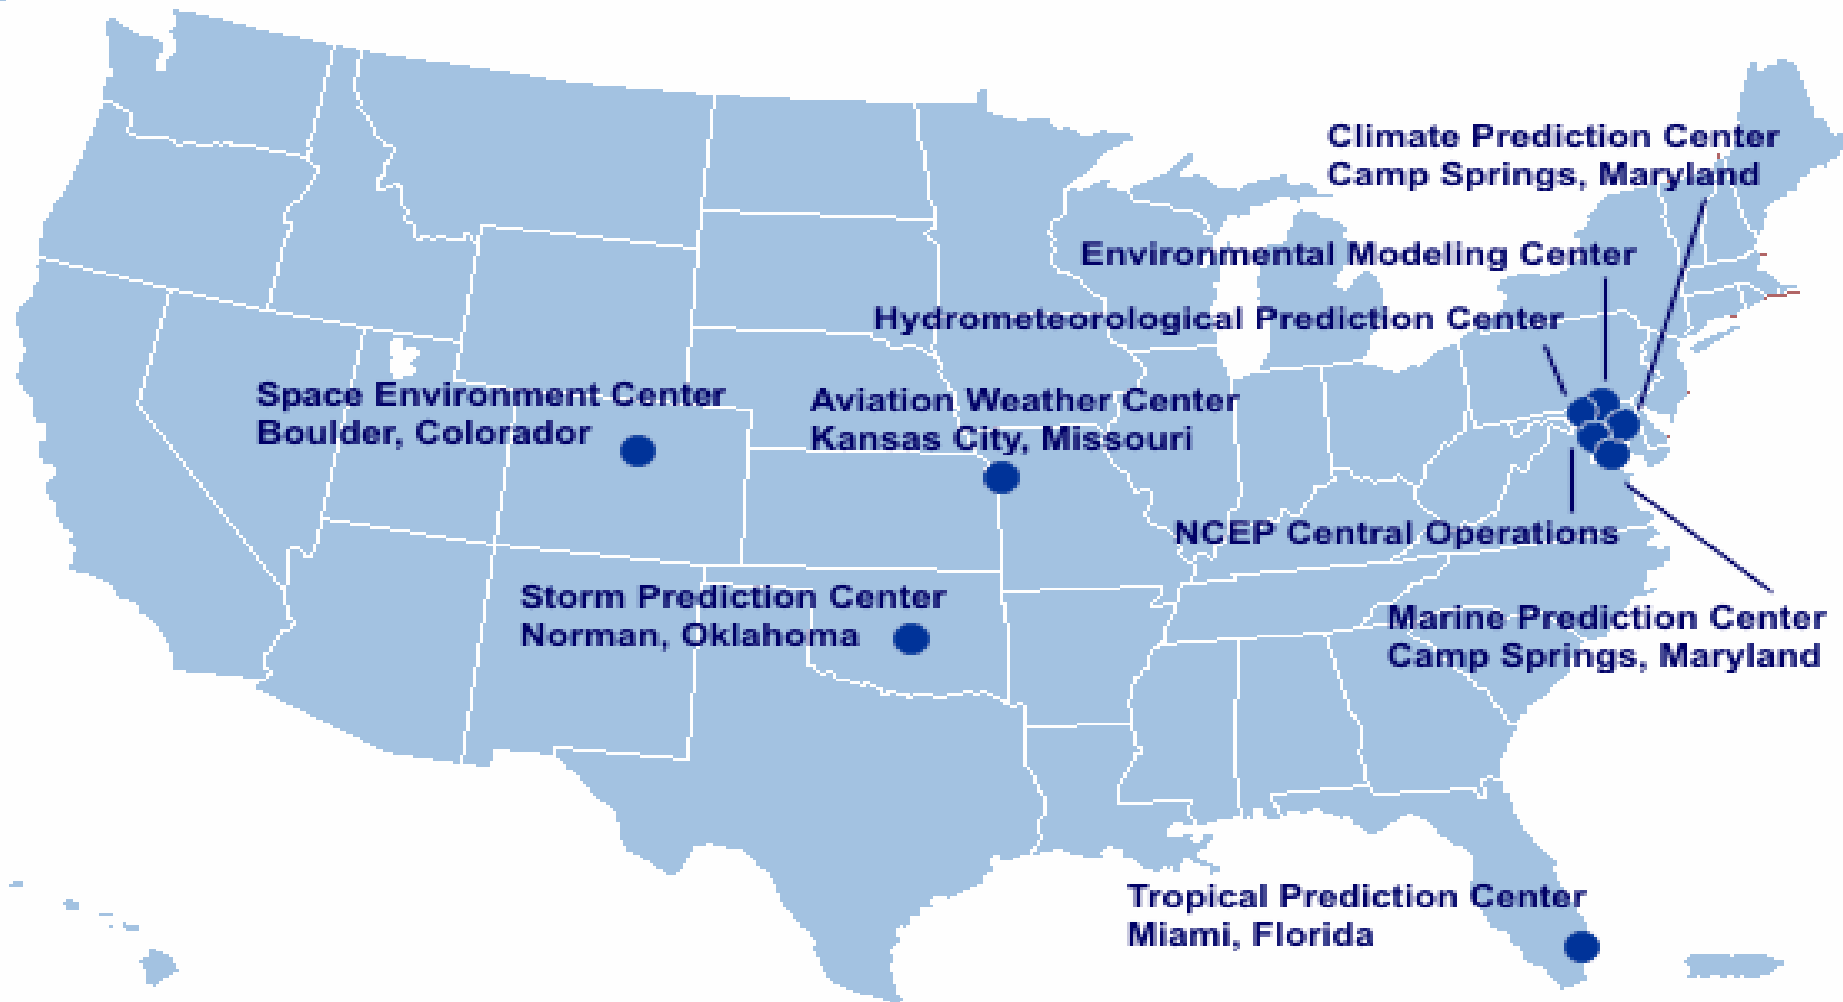 Climate Prediction Center
Camp Springs, Maryland
Environmental Modeling Center
Hydrometeorological Prediction Center
Space Environment Center
Boulder, Colorador
Aviation Weather Center
Kansas City, Missouri
NCEP Central Operations
Storm Prediction Center
Norman, Oklahoma
Marine Prediction Center
Camp Springs, Maryland
Tropical Prediction Center
Miami, Florida